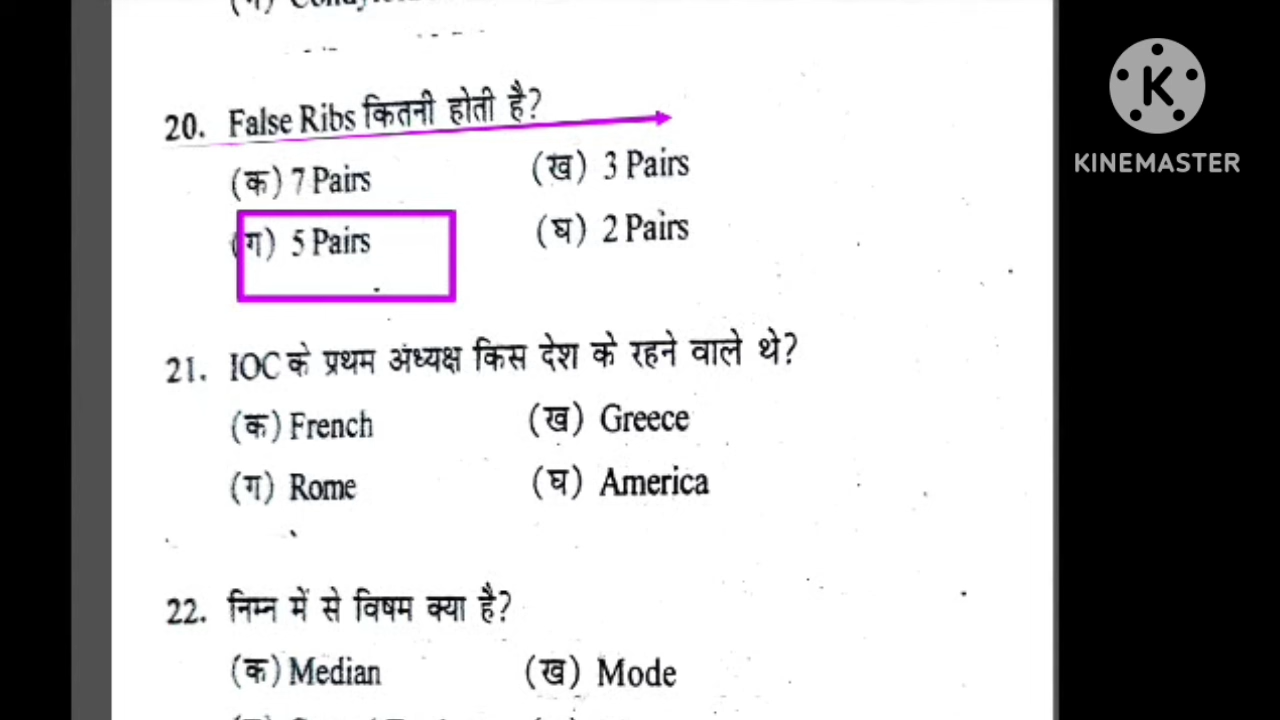 20. False Ribs कितनी होती है?
(क) 7 Pairs (ख) 3 Pairs
(ग) 5 Pairs (घ) 2 Pairs
21. IOC के प्रथम अंध्यक्ष किस देश के रहने वाले थे?
(क) French (ख) Greece
(ग) Rome (घ) America
22. निम्न में से विषम क्या है?
(क) Median (ख) Mode
K
KINEMASTER